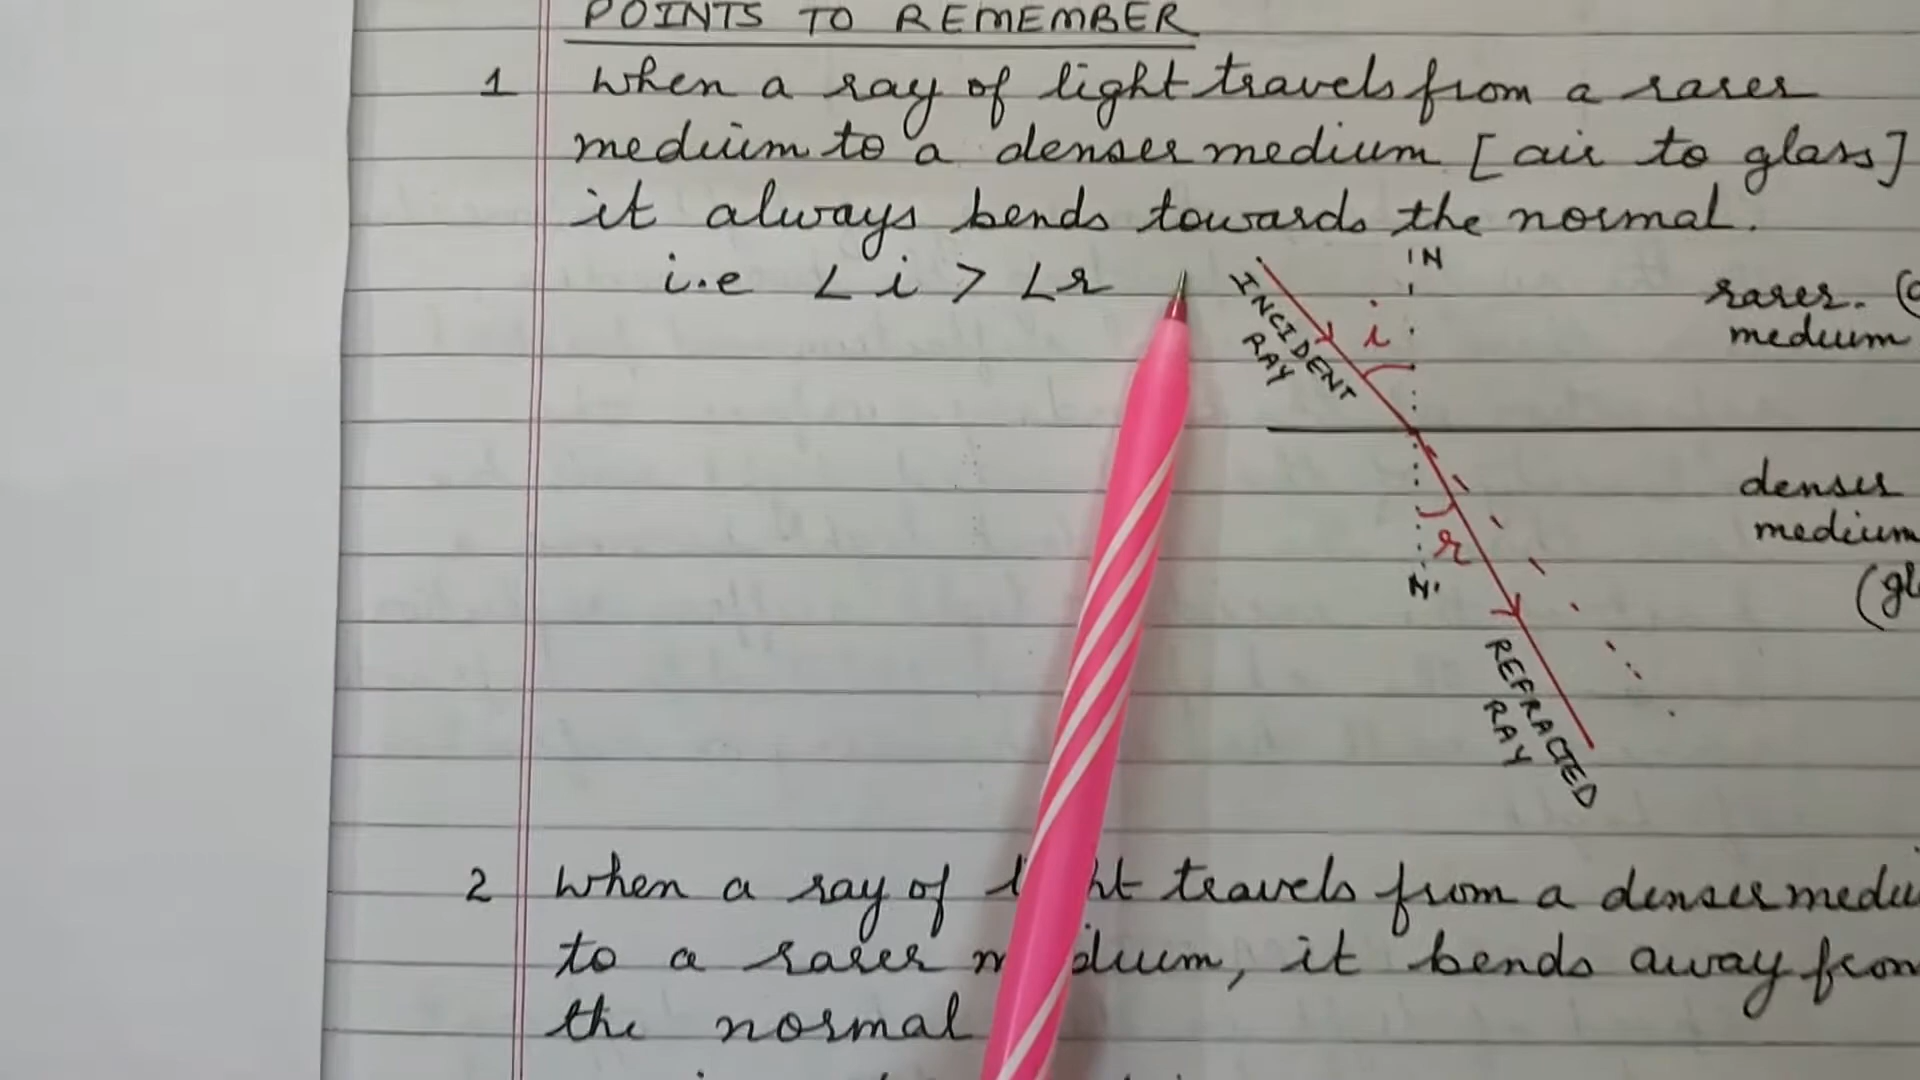 POINTS TO REMEMBER
1 When a ray of light travels from a rarer
medium to a denser medium [air to glass]
it always bends towards the normal.
i.e ∠i > ∠r
N
INCIDENT
RAY
i
rarer.
medium
denser
medium
r
N'
REFRACTED
RAY
2 When a ray of travels from a denser
to a rarer, it bends away from
the normal